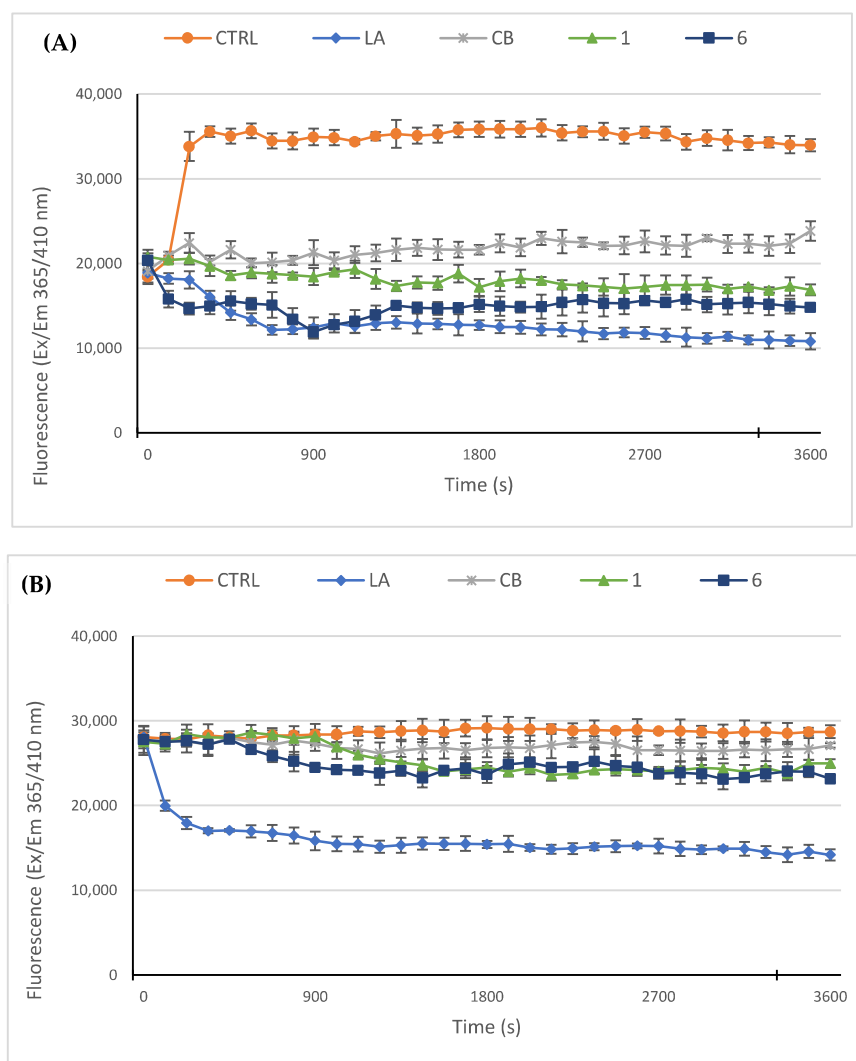 (A)
CTRL LA CB 1 6
40,000
30,000
20,000
10,000
0
Fluorescence (Ex/Em 365/410 nm)
0 900 1800 2700 3600
Time (s)
(B)
CTRL LA CB 1 6
40,000
30,000
20,000
10,000
0
Fluorescence (Ex/Em 365/410 nm)
0 900 1800 2700 3600
Time (s)